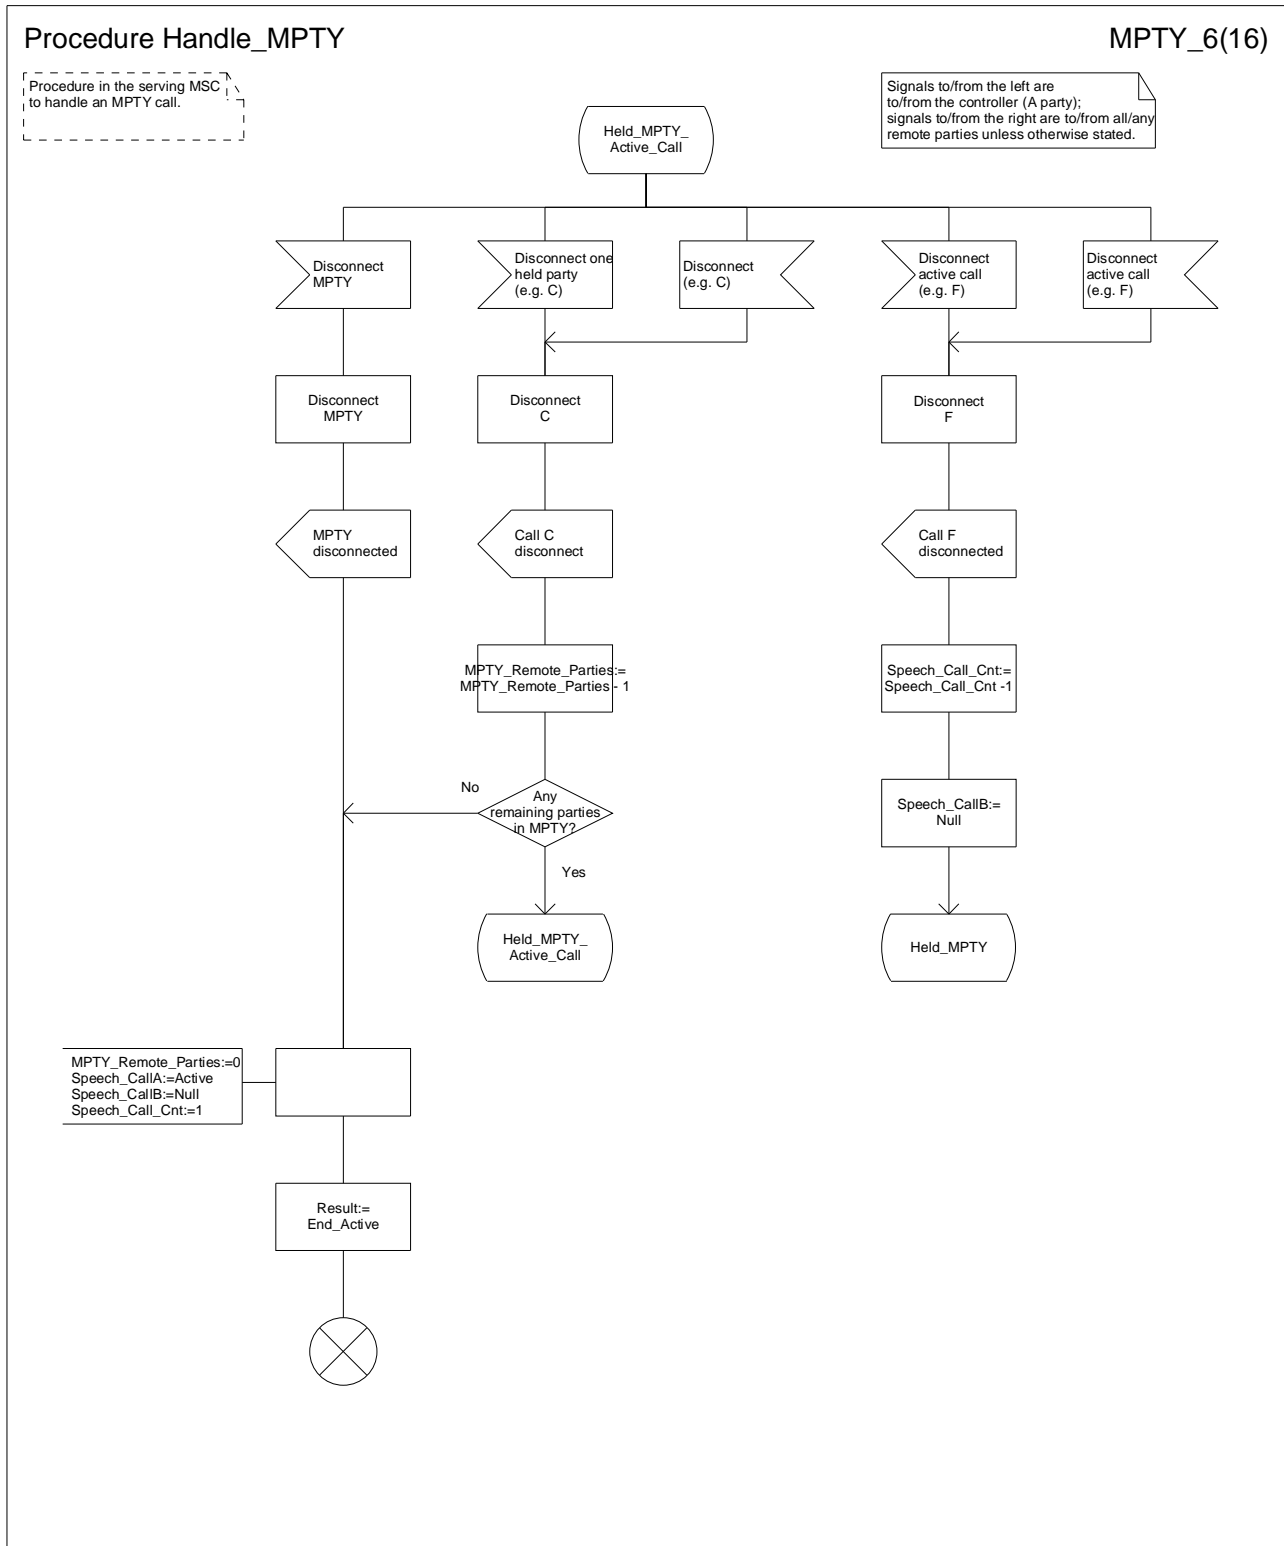 Procedure Handle_MPTY
MPTY_6(16)
Procedure in the serving MSC
to handle an MPTY call.
Signals to/from the left are
to/from the controller (A party);
signals to/from the right are to/from all/any
remote parties unless otherwise stated.
Held_MPTY_
Active_Call
Disconnect
MPTY
Disconnect one
held party
(e.g. C)
Disconnect
(e.g. C)
Disconnect
active call
(e.g. F)
Disconnect
active call
(e.g. F)
Disconnect
MPTY
Disconnect
C
Disconnect
F
MPTY
disconnected
Call C
disconnect
Call F
disconnected
MPTY_Remote_Parties:=
MPTY_Remote_Parties - 1
Speech_Call_Cnt:=
Speech_Call_Cnt -1
No
Any
remaining parties
in MPTY?
Speech_CallB:=
Null
Yes
Held_MPTY_
Active_Call
Held_MPTY
MPTY_Remote_Parties:=0
Speech_CallA:=Active
Speech_CallB:=Null
Speech_Call_Cnt:=1
Result:=
End_Active